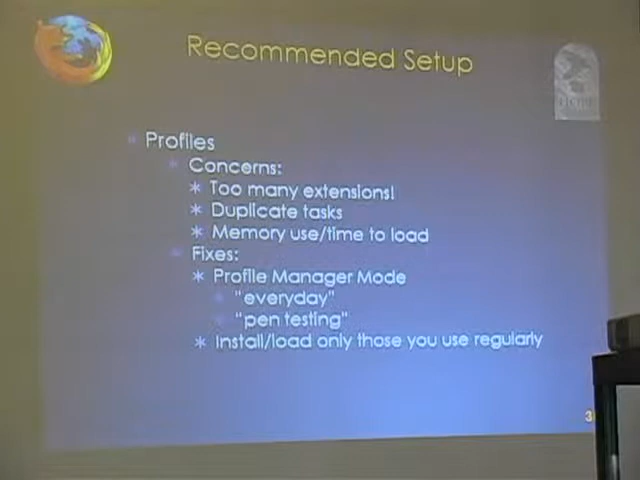 Recommended Setup
Profiles
Concerns:
* Too many extensions!
* Duplicate tasks
* Memory use/time to load
Fixes:
* Profile Manager Mode
"everyday"
"pen testing"
* Install/load only those you use regularly